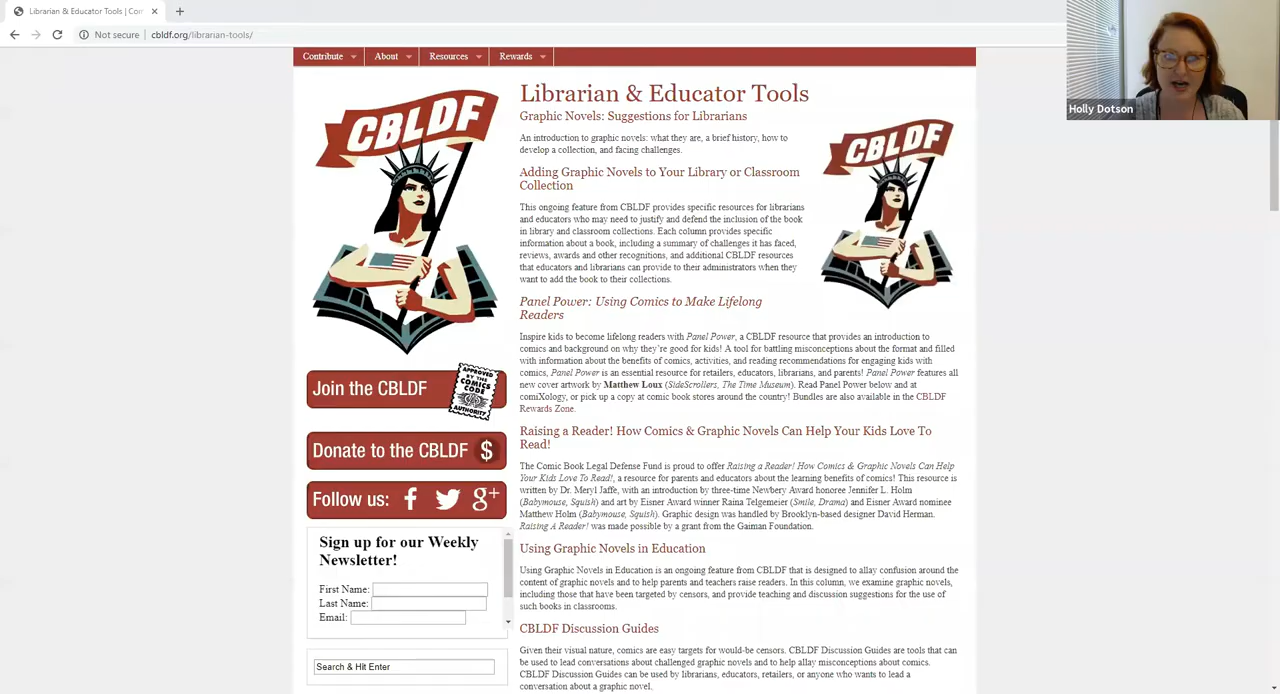 Librarian & Educator Tools | Com
Not secure | cbldf.org/librarian-tools/
Holly Dotson
Contribute About Resources Rewards
CBLDF
Join the CBLDF
APPROVED
BY THE
COMICS
CODE
AUTHORITY
Donate to the CBLDF $
Follow us: f g+
Sign up for our Weekly
Newsletter!
First Name:
Last Name:
Email:
Search & Hit Enter
Librarian & Educator Tools
Graphic Novels: Suggestions for Librarians
An introduction to graphic novels: what they are, a brief history, how to
develop a collection, and facing challenges.
CBLDF
Adding Graphic Novels to Your Library or Classroom
Collection
This ongoing feature from CBLDF provides specific resources for librarians
and educators who may need to justify and defend the inclusion of the book
in library and classroom collections. Each column provides specific
information about a book, including a summary of challenges it has faced,
reviews, awards and other recognitions, and additional CBLDF resources
that educators and librarians can provide to their administrators when they
want to add the book to their collections.
Panel Power: Using Comics to Make Lifelong
Readers
Inspire kids to become lifelong readers with Panel Power, a CBLDF resource that provides an introduction to
comics and background on why they're good for kids! A tool for battling misconceptions about the format and filled
with information about the benefits of comics, activities, and reading recommendations for engaging kids with
comics, Panel Power is an essential resource for retailers, educators, librarians, and parents! Panel Power features all
new cover artwork by Matthew Loux (SideScrollers, The Time Museum). Read Panel Power below and at
comiXology, or pick up a copy at comic book stores around the country! Bundles are also available in the CBLDF
Rewards Zone.
Raising a Reader! How Comics & Graphic Novels Can Help Your Kids Love To
Read!
The Comic Book Legal Defense Fund is proud to offer Raising a Reader! How Comics & Graphic Novels Can Help
Your Kids Love To Read!, a resource for parents and educators about the learning benefits of comics! This resource is
written by Dr. Meryl Jaffe, with an introduction by three-time Newbery Award honoree Jennifer L. Holm
(Babymouse, Squish) and art by Eisner Award winner Raina Telgemeier (Smile, Drama) and Eisner Award nominee
Matthew Holm (Babymouse, Squish). Graphic design was handled by Brooklyn-based designer David Herman.
Raising A Reader! was made possible by a grant from the Gaiman Foundation.
Using Graphic Novels in Education
Using Graphic Novels in Education is an ongoing feature from CBLDF that is designed to allay confusion around the
content of graphic novels and to help parents and teachers raise readers. In this column, we examine graphic novels,
including those that have been targeted by censors, and provide teaching and discussion suggestions for the use of
such books in classrooms.
CBLDF Discussion Guides
Given their visual nature, comics are easy targets for would-be censors. CBLDF Discussion Guides are tools that can
be used to lead conversations about challenged graphic novels and to help allay misconceptions about comics.
CBLDF Discussion Guides can be used by librarians, educators, retailers, or anyone who wants to lead a
conversation about a graphic novel.